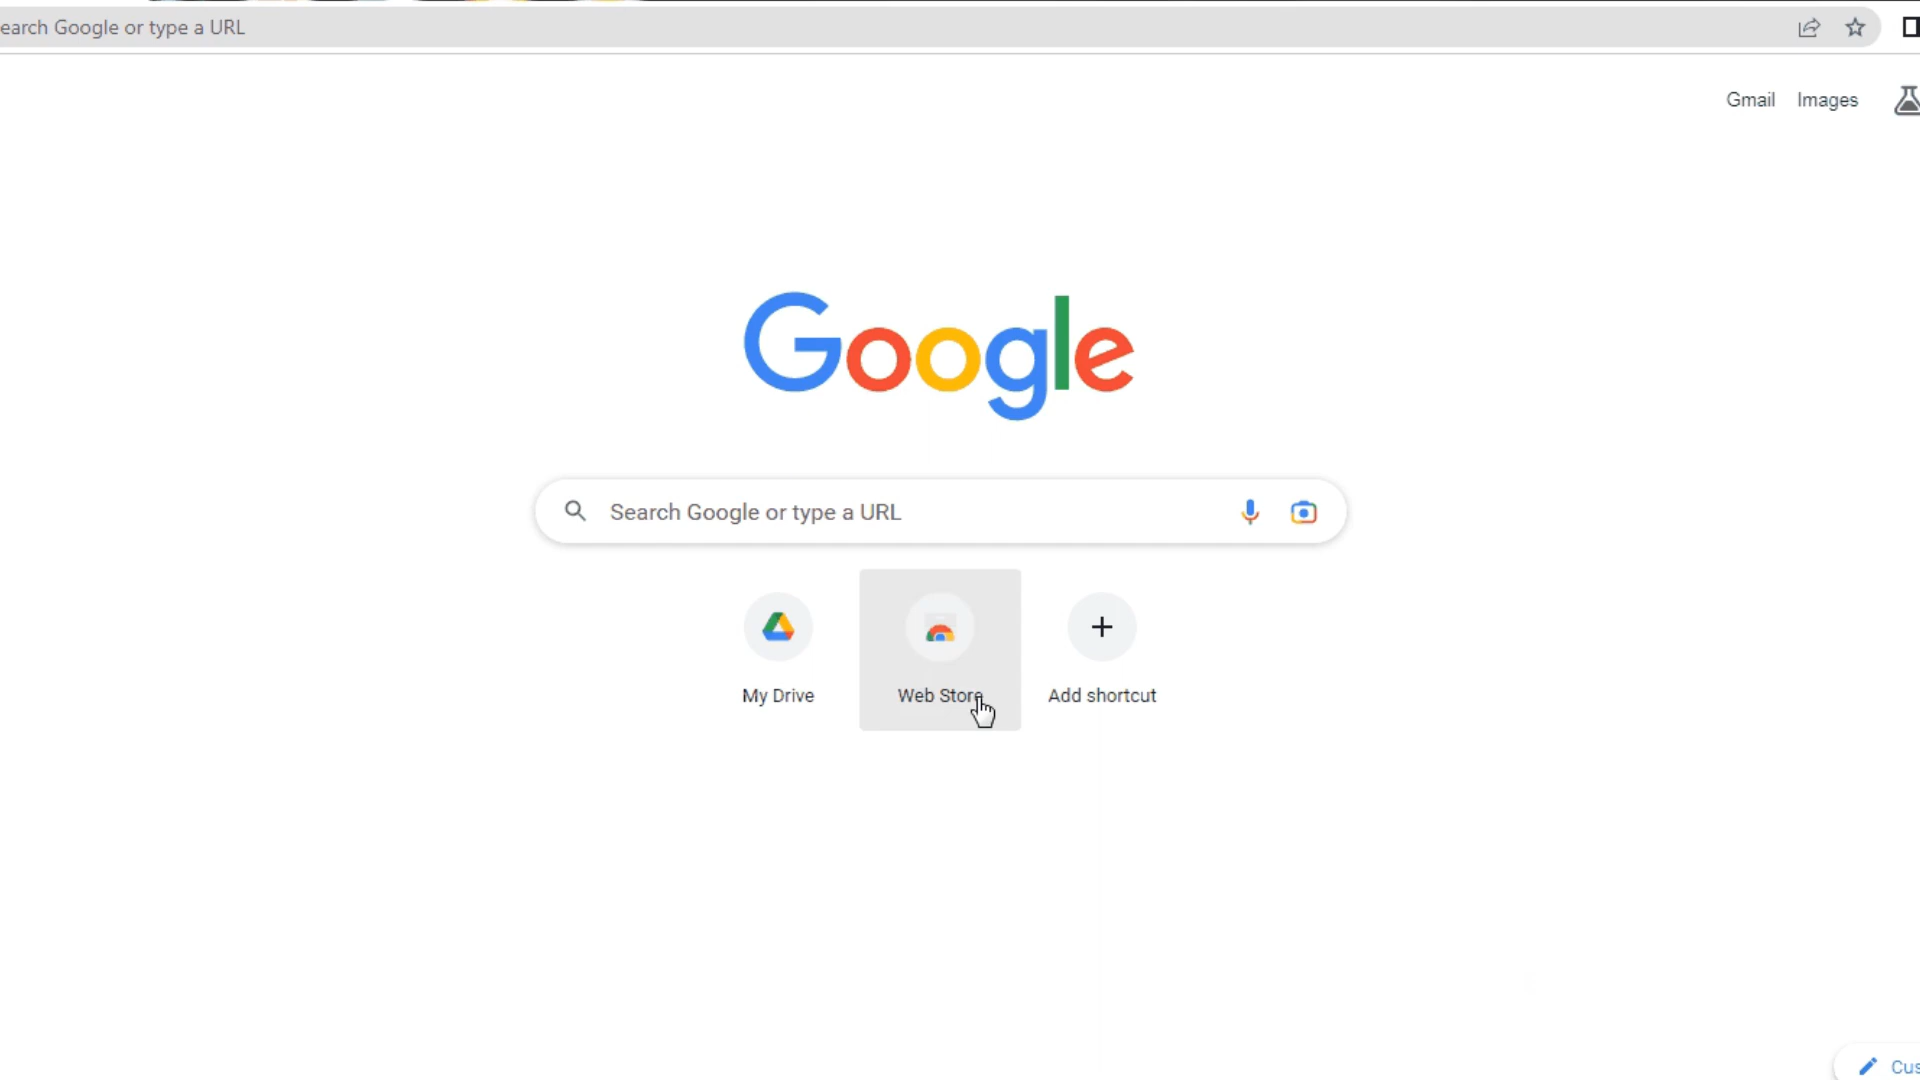 earch Google or type a URL
Gmail Images
Google
Search Google or type a URL
My Drive Web Store Add shortcut
Cus